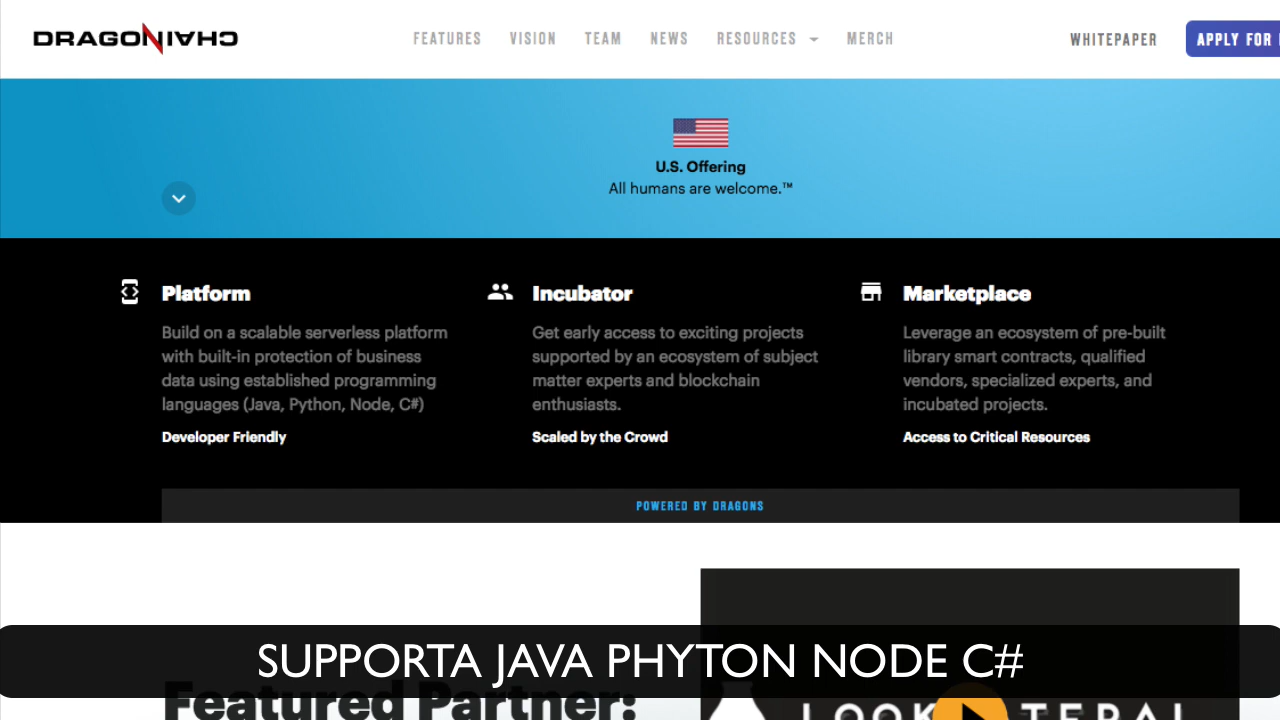 DRAGONCHAIN
FEATURES VISION TEAM NEWS RESOURCES MERCH
WHITEPAPER
APPLY FOR
U.S. Offering
All humans are welcome.™
Platform
Build on a scalable serverless platform
with built-in protection of business
data using established programming
languages (Java, Python, Node, C#)
Developer Friendly
Incubator
Get early access to exciting projects
supported by an ecosystem of subject
matter experts and blockchain
enthusiasts.
Scaled by the Crowd
Marketplace
Leverage an ecosystem of pre-built
library smart contracts, qualified
vendors, specialized experts, and
incubated projects.
Access to Critical Resources
POWERED BY DRAGONS
SUPPORTA JAVA PHYTON NODE C#
Featured Partner: